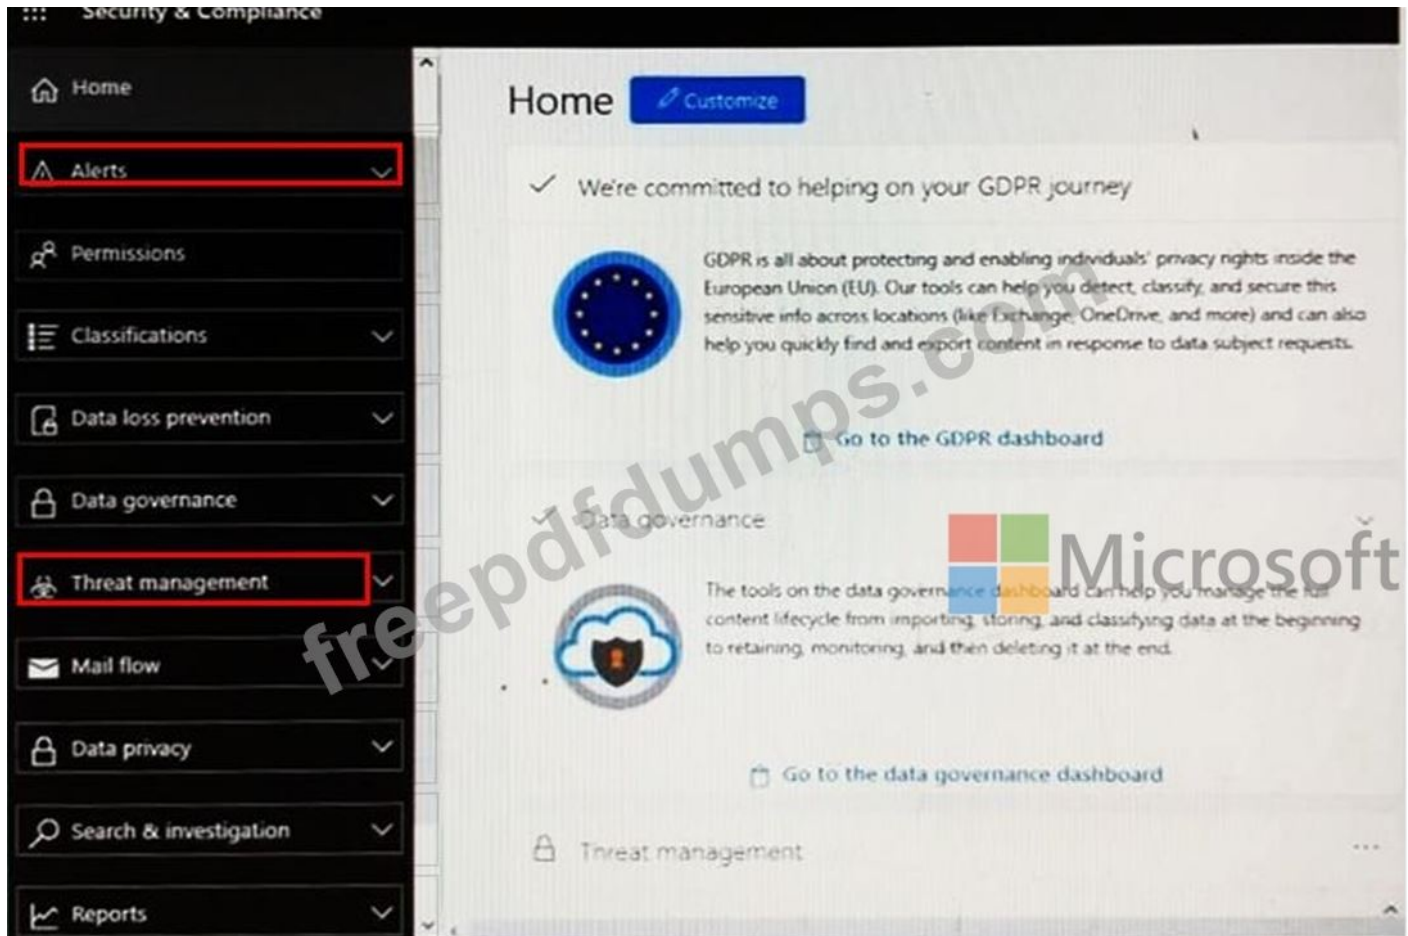 Security & Compliance
Home
Alerts
Permissions
Classifications
Data loss prevention
Data governance
Threat management
Mail flow
Data privacy
Search & investigation
Reports
Home
Customize
We're committed to helping on your GDPR journey
GDPR is all about protecting and enabling individuals' privacy rights inside the
European Union (EU). Our tools can help you detect, classify, and secure this
sensitive info across locations (like Exchange, OneDrive, and more) and can also
help you quickly find and export content in response to data subject requests.
Go to the GDPR dashboard
Data governance
The tools on the data governance dashboard can help you manage the full
content lifecycle from importing, storing, and classifying data at the beginning
to retaining, monitoring, and then deleting it at the end.
Go to the data governance dashboard
Threat management
freepdfdumps.com
Microsoft